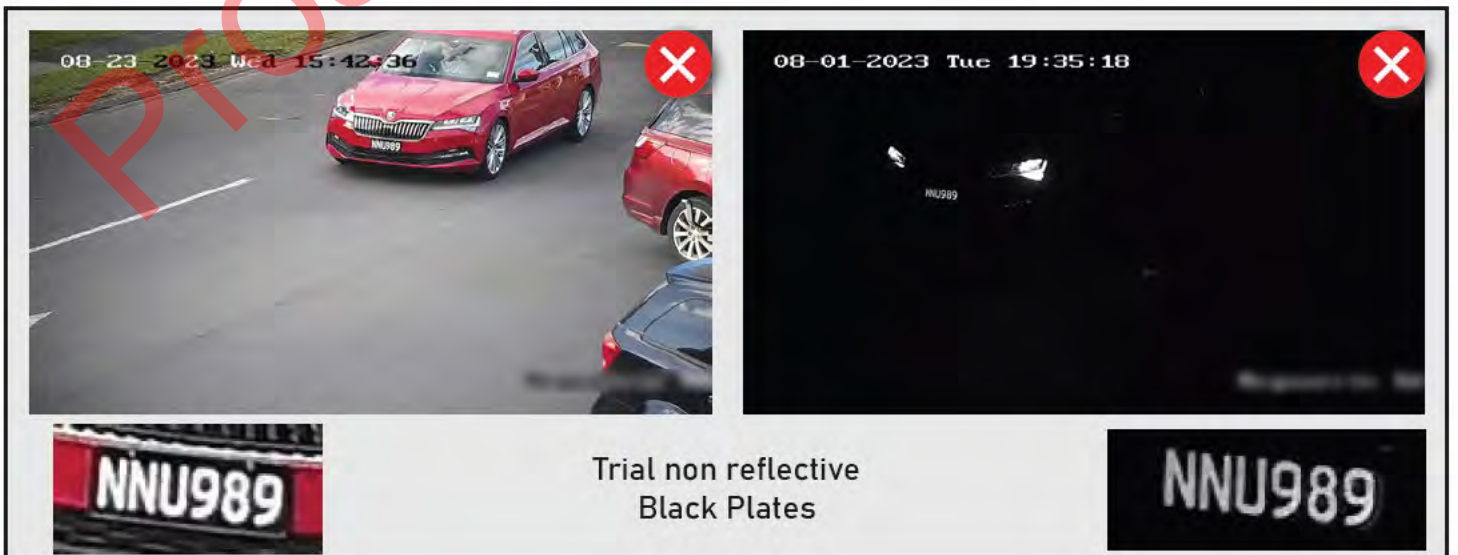 08-23-2023 Wed 15:42:36
08-01-2023 Tue 19:35:18
NNU989
NNU989
Trial non reflective
Black Plates
NNU989
NNU989